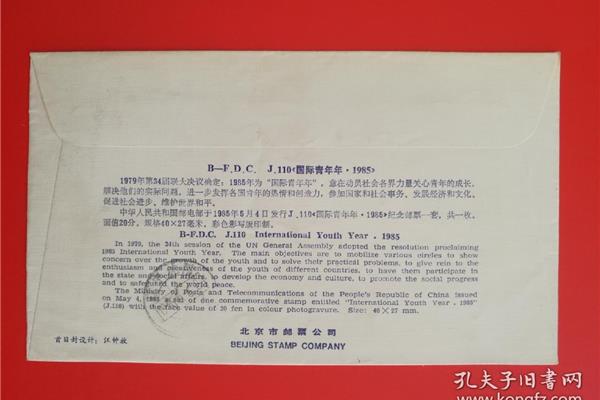 B—F.D.C.  J.110《国际青年年·1985》
1979年第34届联大决议确定：1985年为“国际青年年”，意在动员社会各界力量关心青年的成长，
解决他们的实际问题，进一步发挥各国青年的热情和创造力，参加国家和社会事务、发展经济和文化，
促进社会进步，维护世界和平。
中华人民共和国邮电部于1985年5月4日发行J.110《国际青年年·1985》纪念邮票一套，共一枚。
面值20分。规格40×27毫米，彩色影写版印制。
B-F.D.C.  J.110 International Youth Year . 1985
In 1979, the 34th session of the UN General Assembly adopted the resolution proclaiming
1985 International Youth Year. The main objectives are to mobilize various circles to show
concern over the growth of the youth and to solve their practical problems, to give rein to the
enthusiasm and creativeness of the youth of different countries, to have them participate in
the state and social affairs, to develop the economy and culture, to promote the social progress
and to safeguard the world peace.
The Ministry of Posts and Telecommunications of the People's Republic of China issued
on May 4, 1985 a set of one commemorative stamp entitled "International Youth Year . 1985"
(J.110) with the face value of 20 fen in colour photogravure. Size: 40×27 mm.
北京市邮票公司
BEIJING STAMP COMPANY
首日封设计：江钟敏
孔夫子旧书网
www.kongfz.com